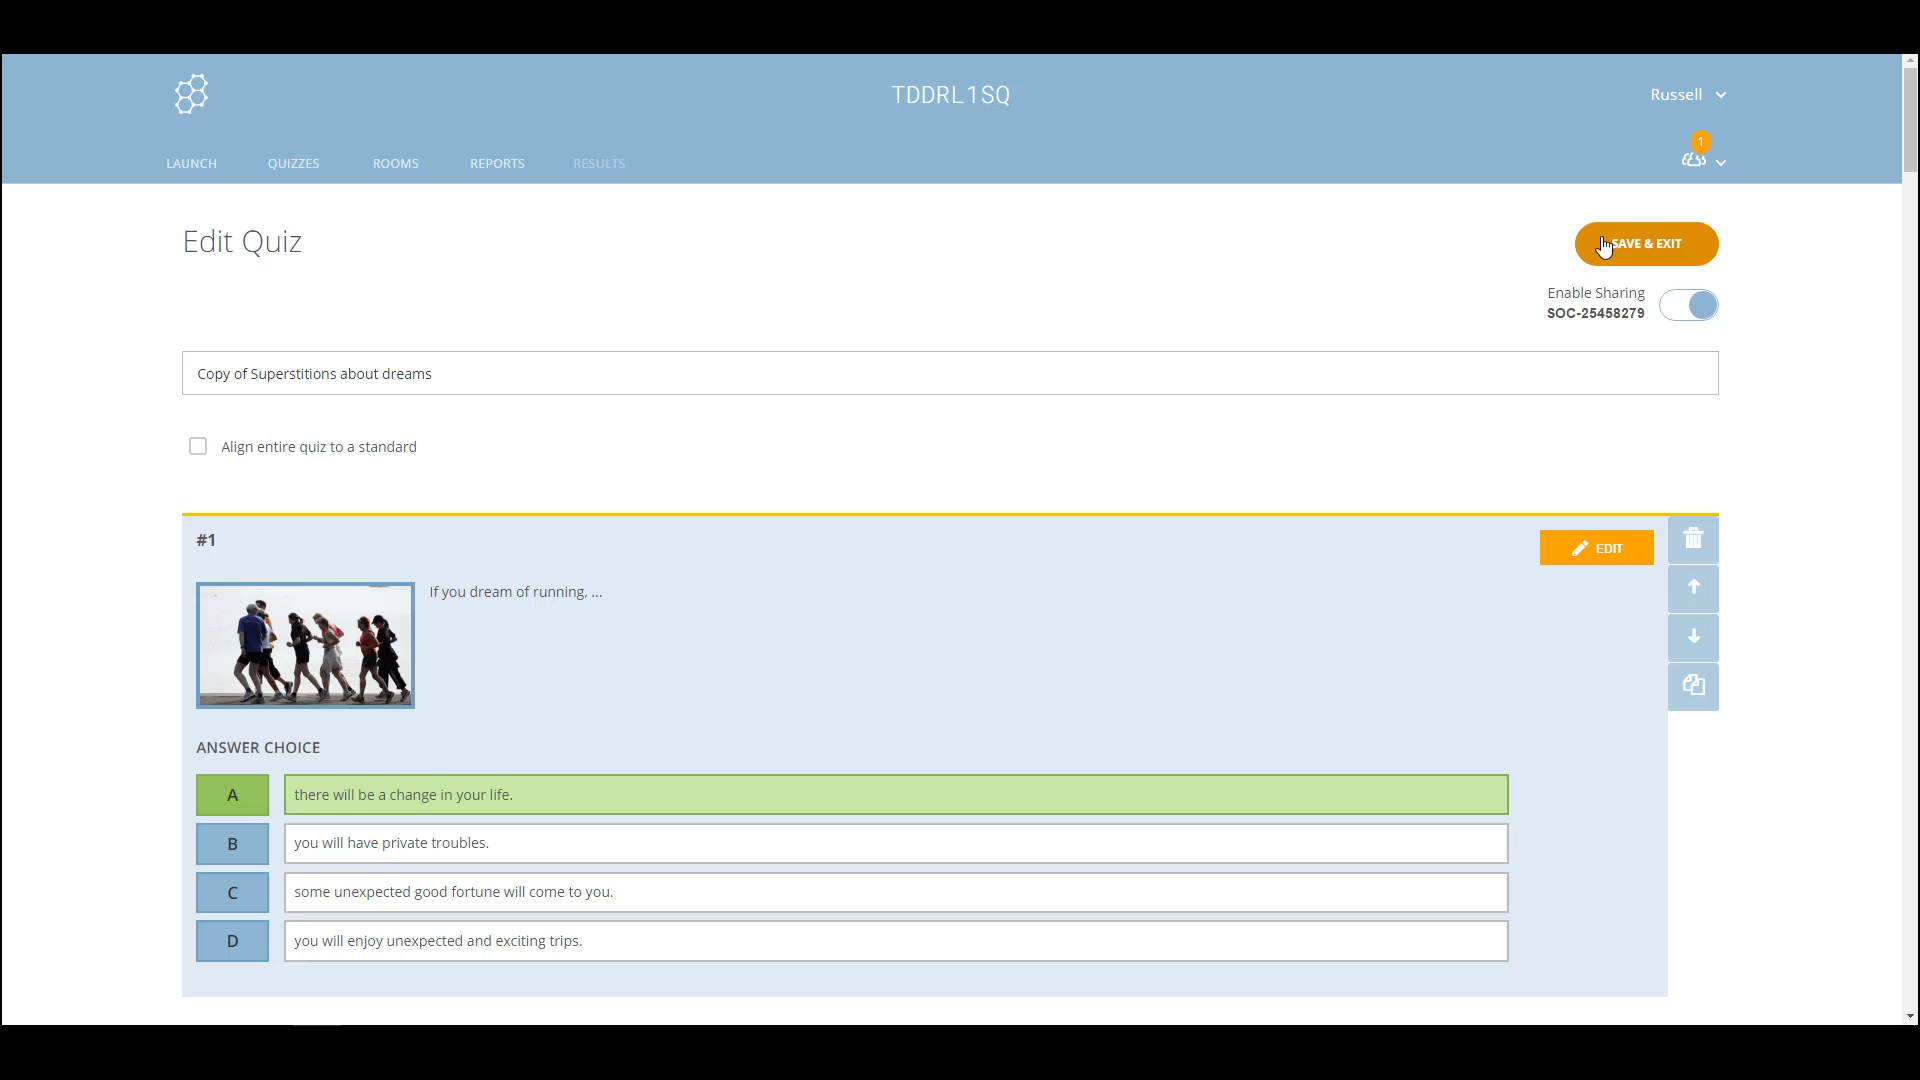 TDDRL1SQ
Russell
LAUNCH QUIZZES ROOMS REPORTS RESULTS
1
Edit Quiz
SAVE & EXIT
Enable Sharing
SOC-25458279
Copy of Superstitions about dreams
Align entire quiz to a standard
#1
EDIT
If you dream of running, ...
ANSWER CHOICE
A there will be a change in your life.
B you will have private troubles.
C some unexpected good fortune will come to you.
D you will enjoy unexpected and exciting trips.